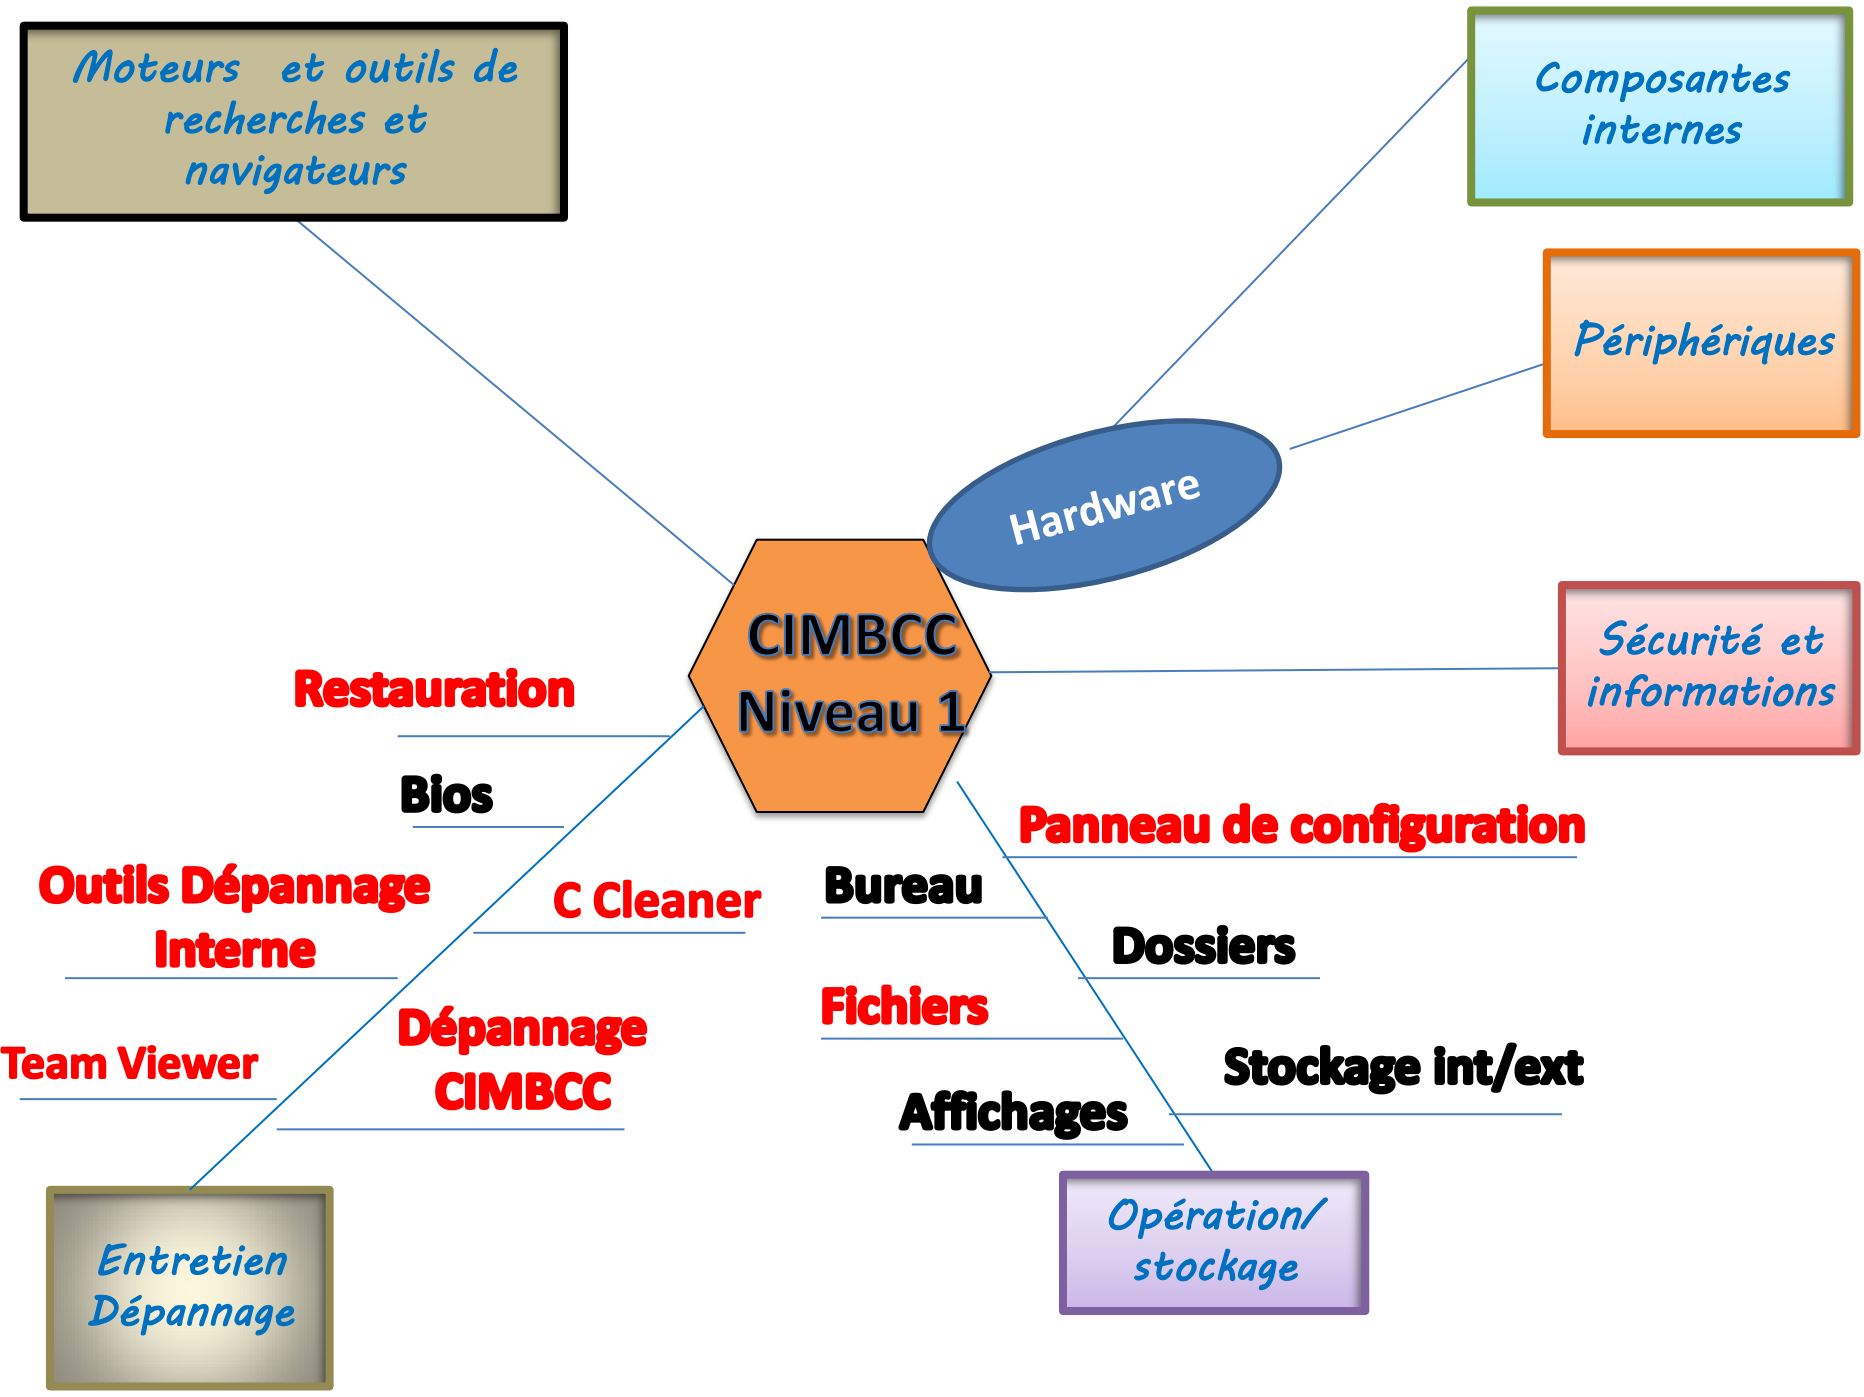 Moteurs et outils de
recherches et
navigateurs
Composantes
internes
Périphériques
Hardware
CIMBCC
Niveau 1
Sécurité et
informations
Restauration
Bios
Outils Dépannage
Interne
C Cleaner
Team Viewer
Dépannage
CIMBCC
Entretien
Dépannage
Panneau de configuration
Bureau
Dossiers
Fichiers
Stockage int/ext
Affichages
Opération/
stockage